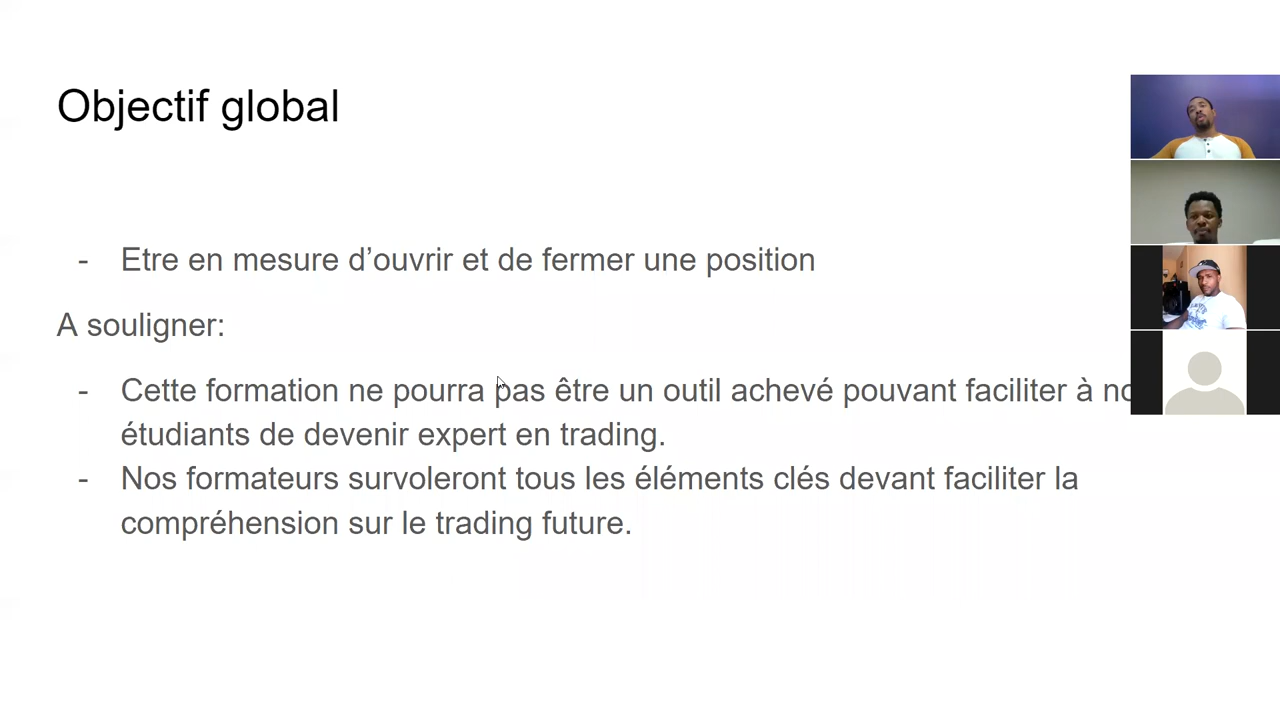 Objectif global
- Etre en mesure d’ouvrir et de fermer une position
A souligner:
- Cette formation ne pourra pas être un outil achevé pouvant faciliter à
étudiants de devenir expert en trading.
- Nos formateurs survoleront tous les éléments clés devant faciliter la
compréhension sur le trading future.